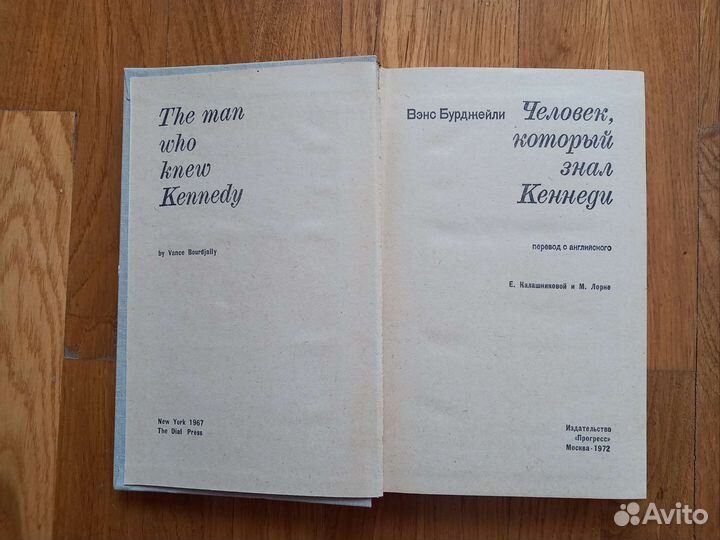 The man
who
knew
Kennedy
by Vance Bourdjaily
New York 1967
The Dial Press
Вэнс Бурджейли
Человек,
который
знал
Кеннеди
перевод с английского
Е. Калашниковой и М. Лорие
Издательство
«Прогресс»
Москва · 1972
Avito